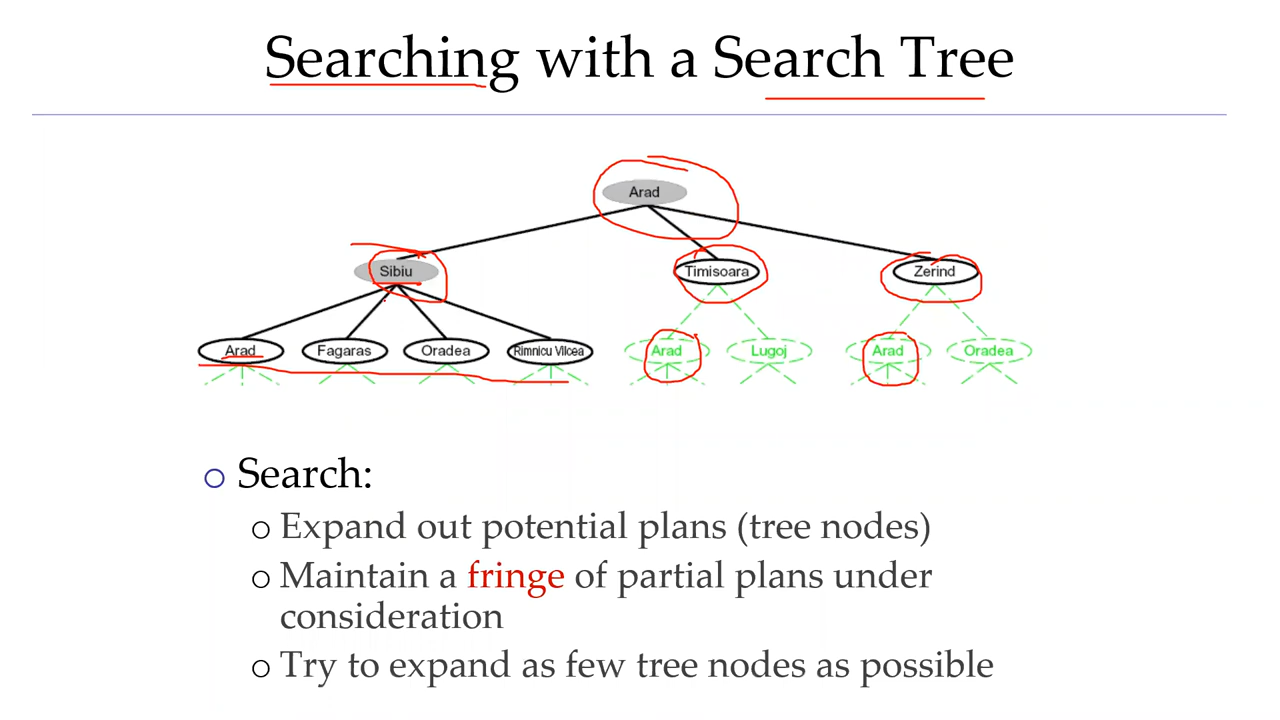 Searching with a Search Tree
Arad
Sibiu Timisoara Zerind
Arad Fagaras Oradea Rimnicu Vilcea Arad Lugoj Arad Oradea
Search:
Expand out potential plans (tree nodes)
Maintain a fringe of partial plans under
consideration
Try to expand as few tree nodes as possible